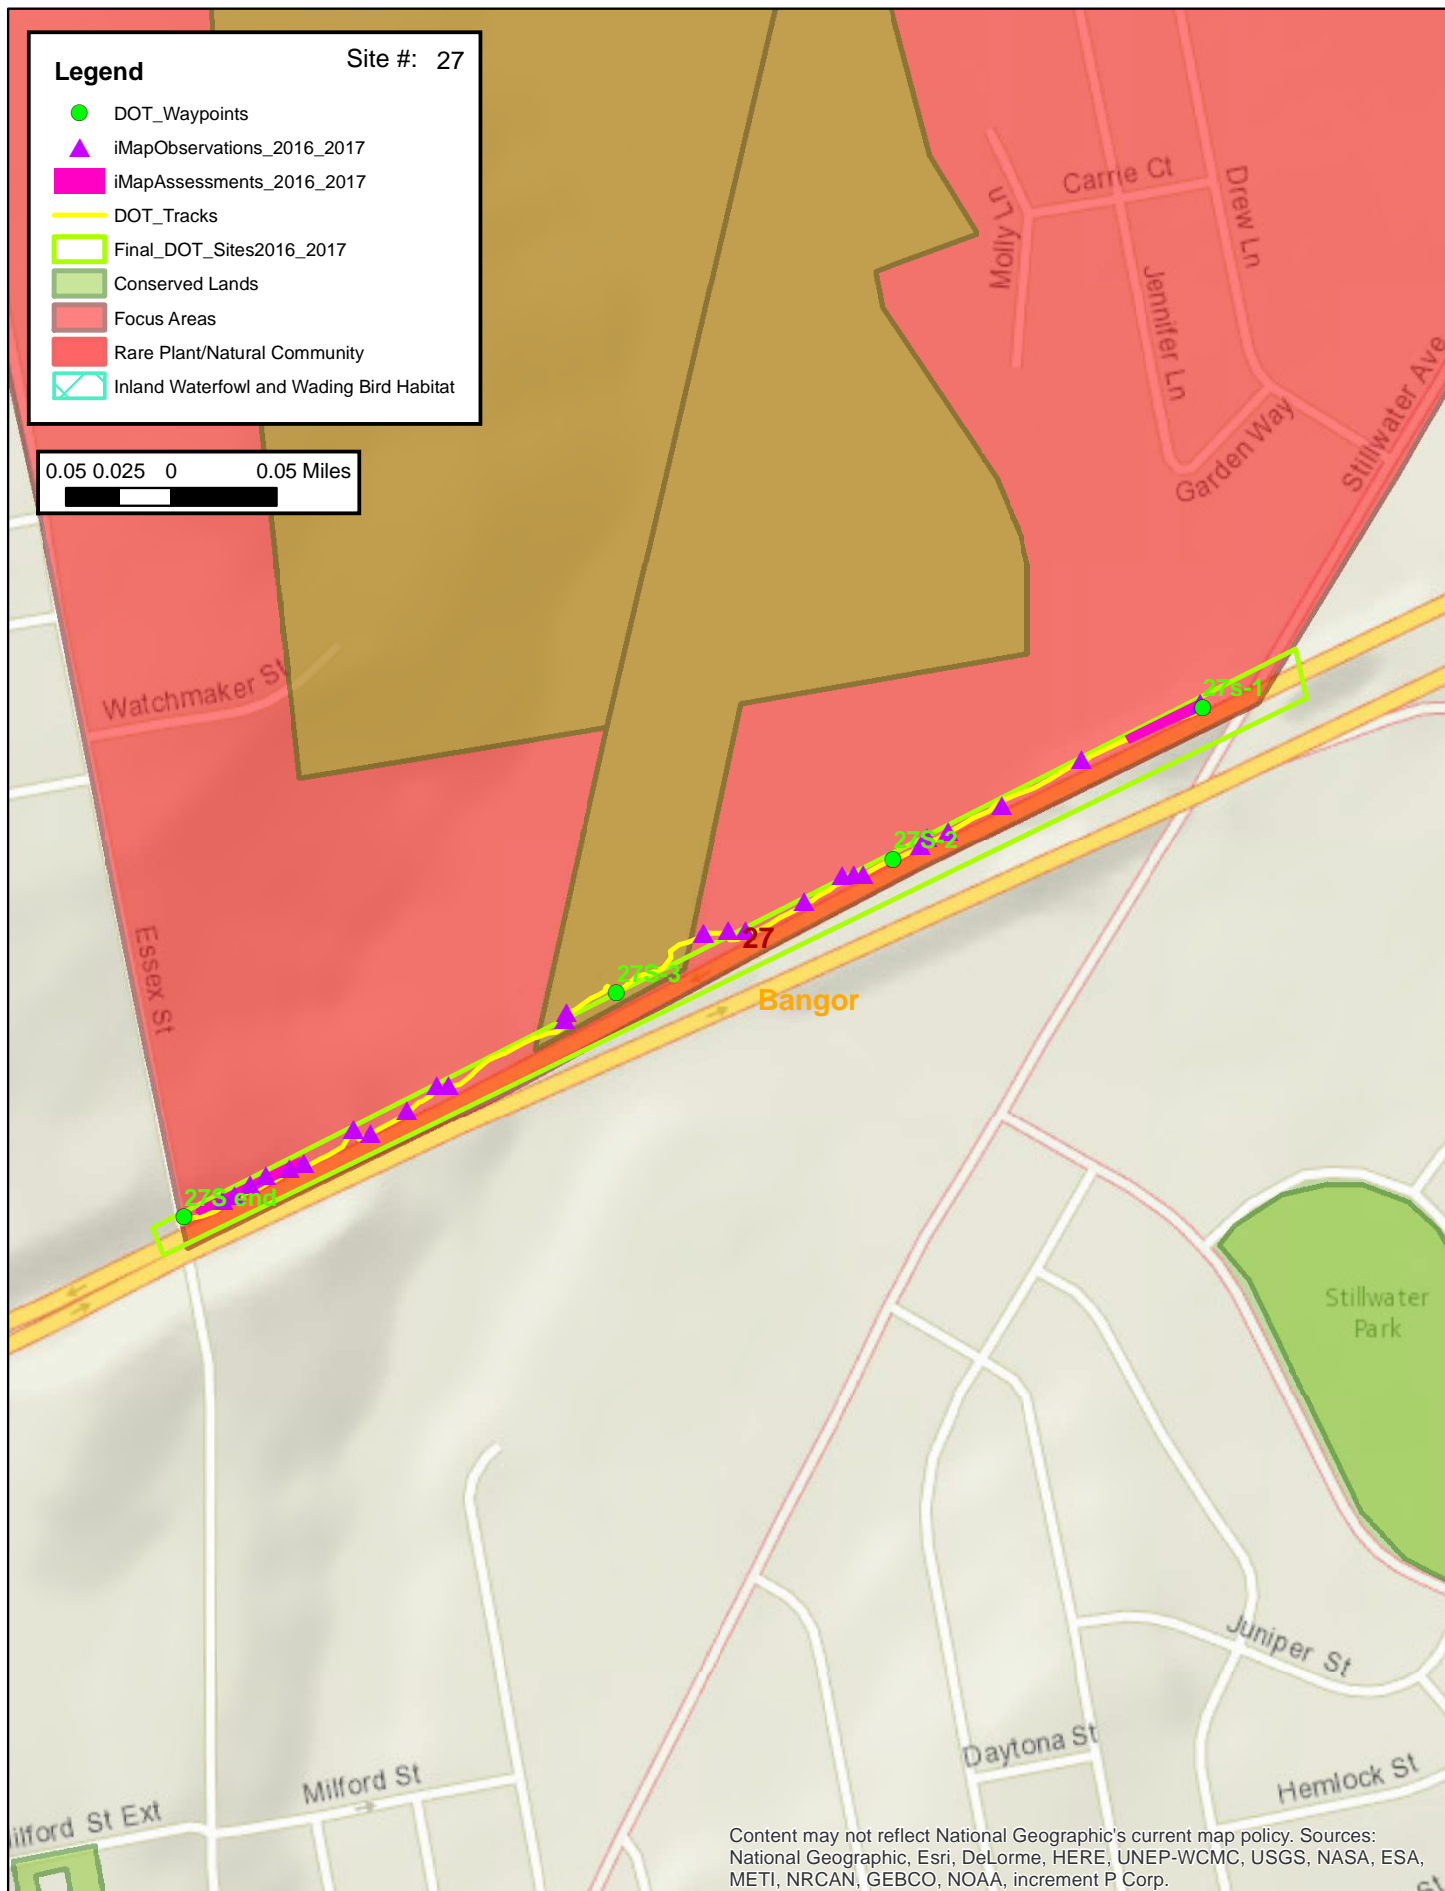 Legend
Site #: 27
DOT_Waypoints
iMapObservations_2016_2017
iMapAssessments_2016_2017
DOT_Tracks
Final_DOT_Sites2016_2017
Conserved Lands
Focus Areas
Rare Plant/Natural Community
Inland Waterfowl and Wading Bird Habitat
0.05 0.025 0 0.05 Miles
Carrie Ct
Molly Ln
Drew Ln
Jennifer Ln
Garden Way
Stillwater Ave
Watchmaker St
27s-1
27S-2
27
27S-3
Bangor
Essex St
27S end
Stillwater
Park
Juniper St
Daytona St
Hemlock St
Milford St
ilford St Ext
St
Content may not reflect National Geographic's current map policy. Sources:
National Geographic, Esri, DeLorme, HERE, UNEP-WCMC, USGS, NASA, ESA,
METI, NRCAN, GEBCO, NOAA, increment P Corp.